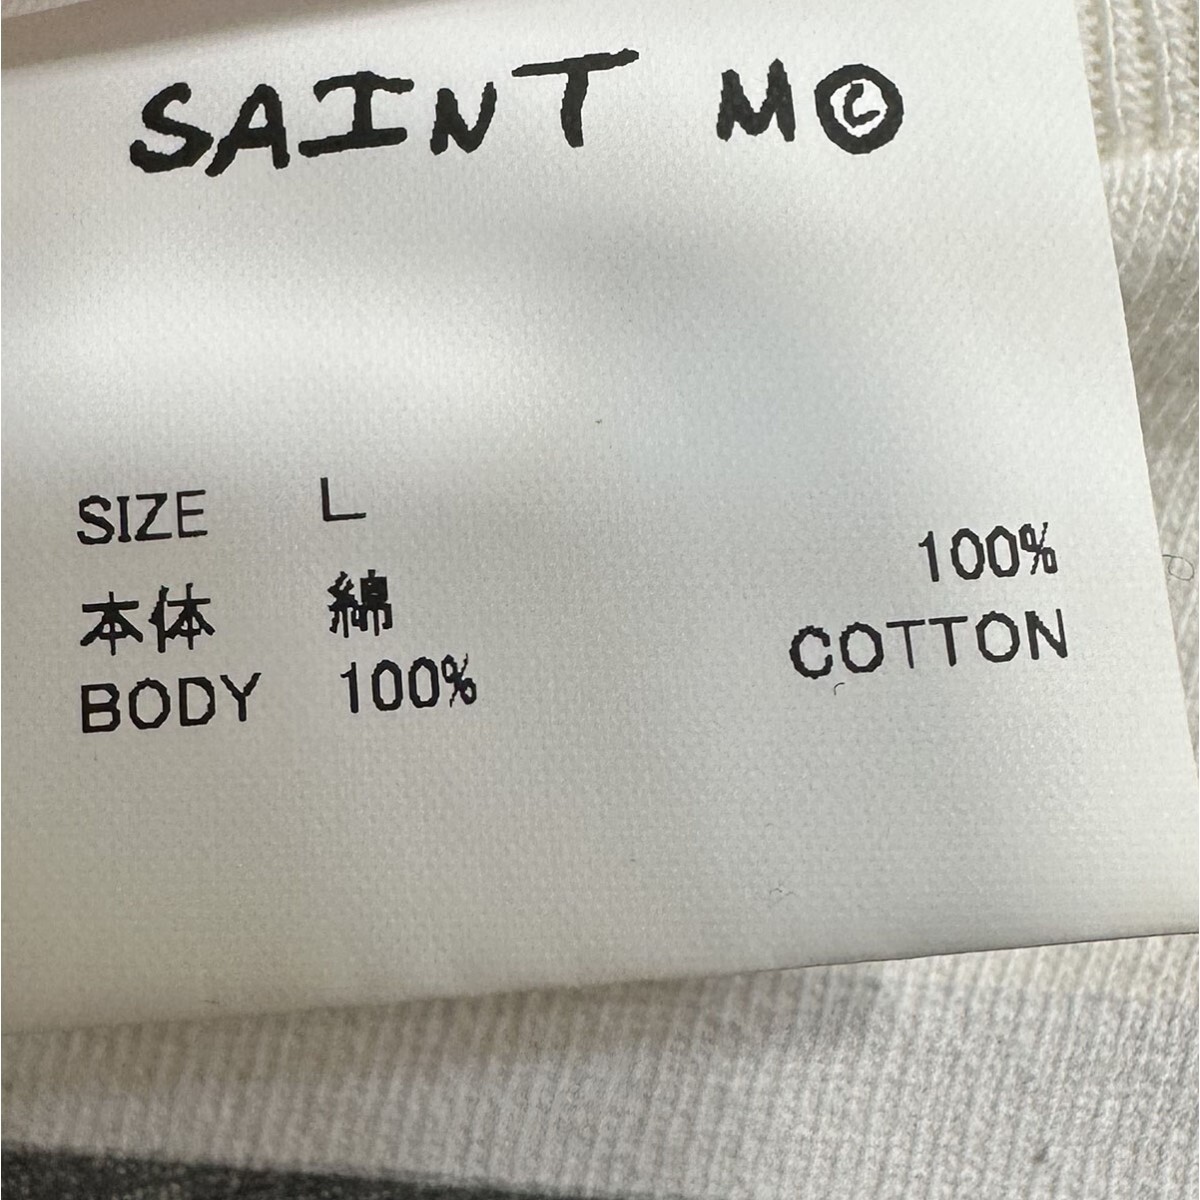 SAINT M©
SIZE L
本体 綿 100%
BODY 100% COTTON